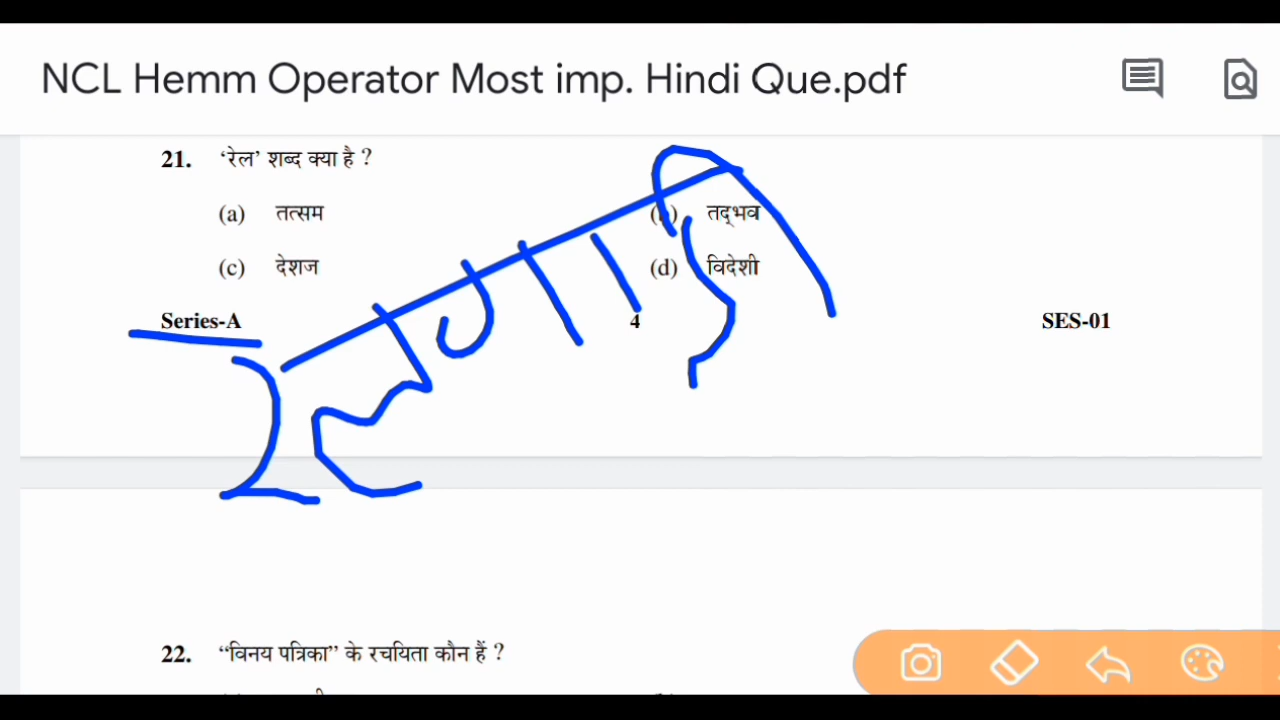 NCL Hemm Operator Most imp. Hindi Que.pdf
21. ‘रेल’ शब्द क्या है ?
(a) तत्सम (b) तद्भव
(c) देशज (d) विदेशी
Series-A 4 SES-01
22. “विनय पत्रिका” के रचयिता कौन हैं ?